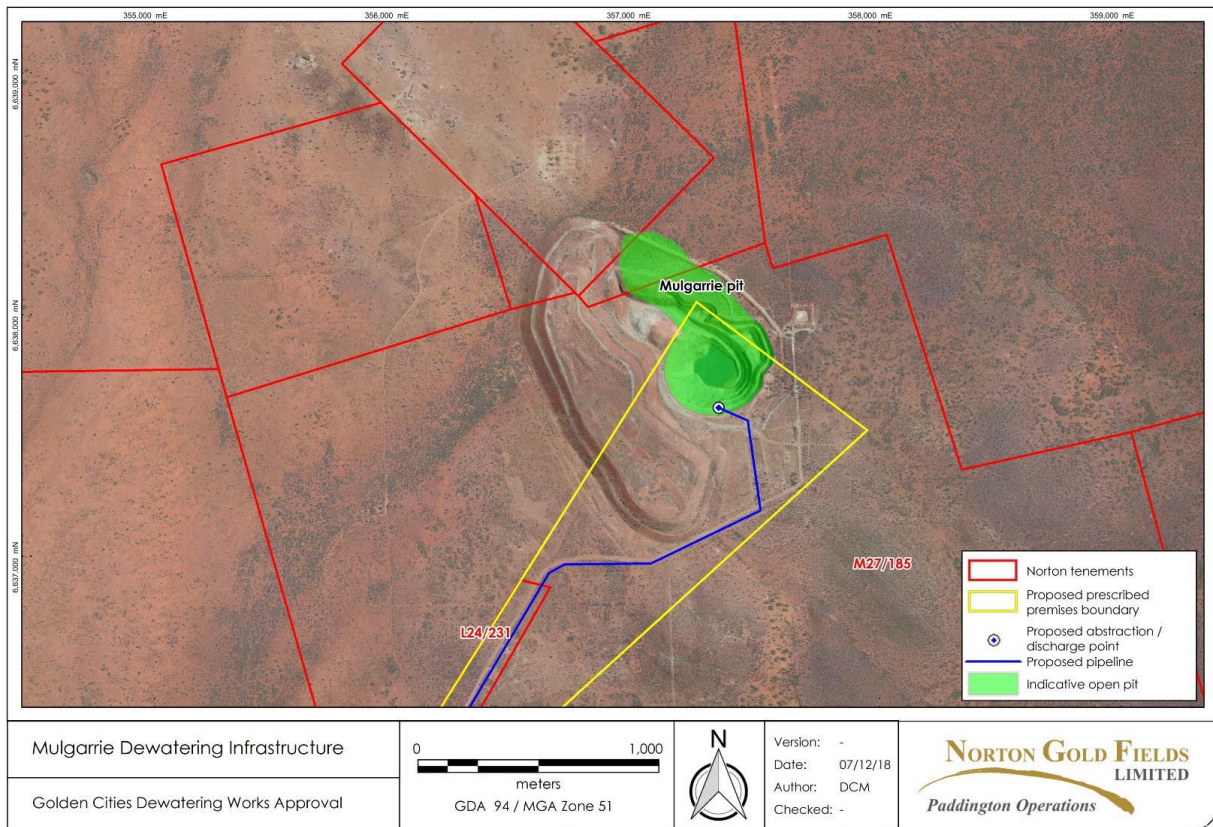 355,000 mE
356,000 mE
357,000 mE
358,000 mE
359,000 mE
6,639,000 mN
6,638,000 mN
6,637,000 mN
Mulgarrie pit
M27/185
L24/231
Norton tenements
Proposed prescribed
premises boundary
Proposed abstraction /
discharge point
Proposed pipeline
Indicative open pit
Mulgarrie Dewatering Infrastructure
Golden Cities Dewatering Works Approval
0 1,000
meters
GDA 94 / MGA Zone 51
N
Version: -
Date: 07/12/18
Author: DCM
Checked: -
NORTON GOLD FIELDS
LIMITED
Paddington Operations